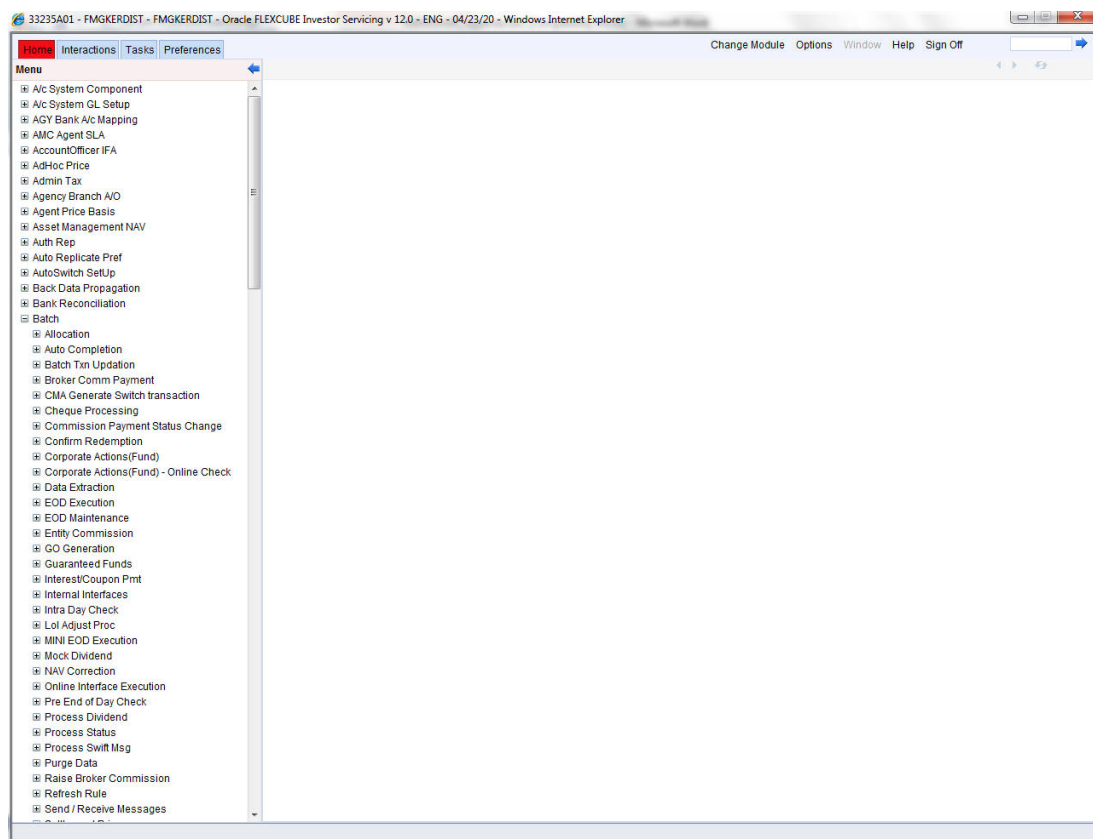 33235A01 - FMGKERDIST - FMGKERDIST - Oracle FLEXCUBE Investor Servicing v 12.0 - ENG - 04/23/20 - Windows Internet Explorer
Home Interactions Tasks Preferences Change Module Options Window Help Sign Off
Menu
A/c System Component
A/c System GL Setup
AGY Bank A/c Mapping
AMC Agent SLA
AccountOfficer IFA
AdHoc Price
Admin Tax
Agency Branch A/O
Agent Price Basis
Asset Management NAV
Auth Rep
Auto Replicate Pref
AutoSwitch SetUp
Back Data Propagation
Bank Reconciliation
Batch
Allocation
Auto Completion
Batch Txn Updation
Broker Comm Payment
CMA Generate Switch transaction
Cheque Processing
Commission Payment Status Change
Confirm Redemption
Corporate Actions(Fund)
Corporate Actions(Fund) - Online Check
Data Extraction
EOD Execution
EOD Maintenance
Entity Commission
GO Generation
Guaranteed Funds
Interest/Coupon Pmt
Internal Interfaces
Intra Day Check
LoI Adjust Proc
MINI EOD Execution
Mock Dividend
NAV Correction
Online Interface Execution
Pre End of Day Check
Process Dividend
Process Status
Process Swift Msg
Purge Data
Raise Broker Commission
Refresh Rule
Send / Receive Messages